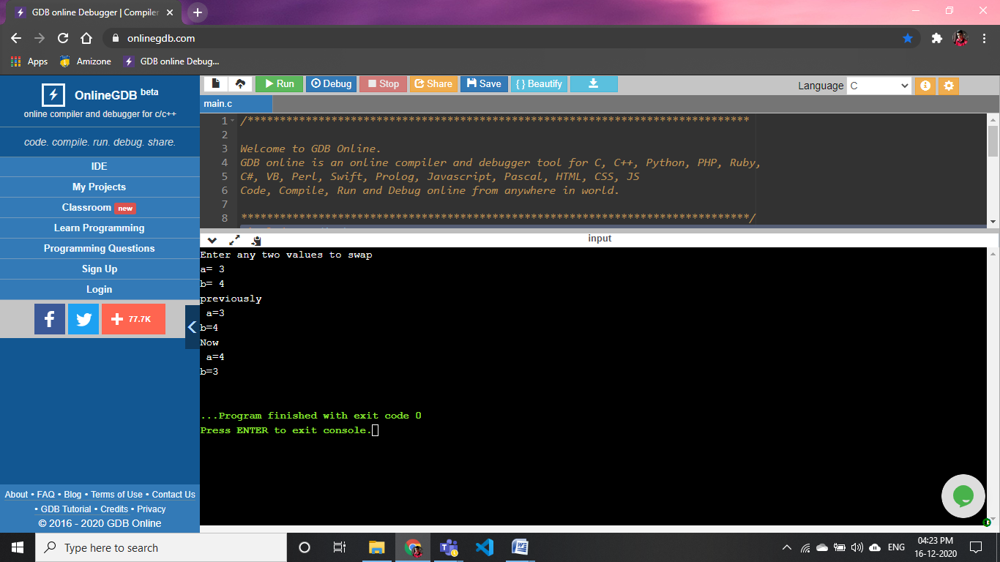 GDB online Debugger | Compiler
onlinegdb.com
Apps Amizone GDB online Debug...
OnlineGDB beta
online compiler and debugger for c/c++
code. compile. run. debug. share.
IDE
My Projects
Classroom new
Learn Programming
Programming Questions
Sign Up
Login
77.7K
About • FAQ • Blog • Terms of Use • Contact Us
• GDB Tutorial • Credits • Privacy
© 2016 - 2020 GDB Online
Run Debug Stop Share Save { } Beautify Language C
main.c
1 /******************************************************************************
2
3 Welcome to GDB Online.
4 GDB online is an online compiler and debugger tool for C, C++, Python, PHP, Ruby,
5 C#, VB, Perl, Swift, Prolog, Javascript, Pascal, HTML, CSS, JS
6 Code, Compile, Run and Debug online from anywhere in world.
7
8 *******************************************************************************/
input
Enter any two values to swap
a= 3
b= 4
previously
a=3
b=4
Now
a=4
b=3
...Program finished with exit code 0
Press ENTER to exit console.
Type here to search
ENG
04:23 PM
16-12-2020